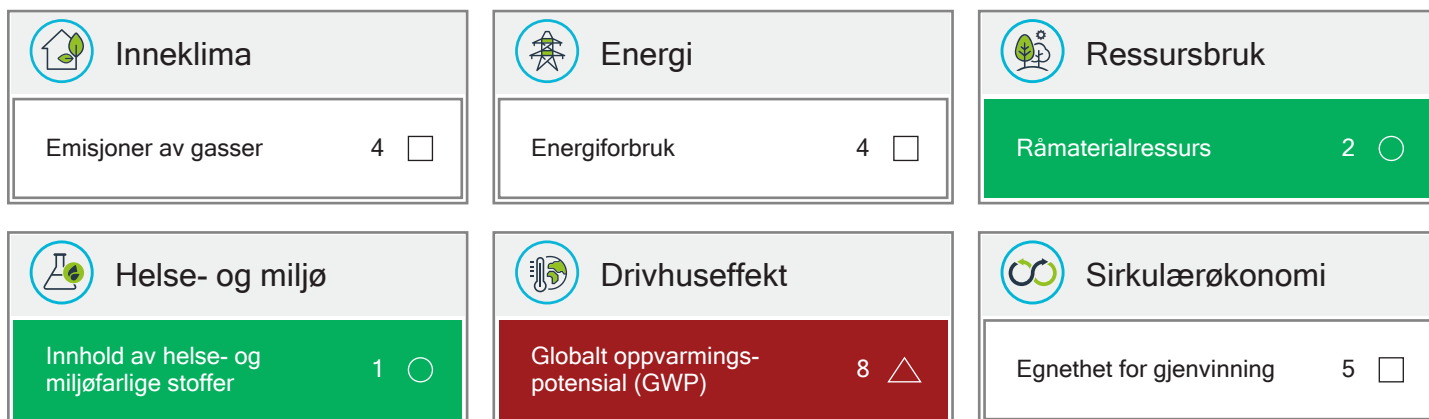 Inneklima
Emisjoner av gasser 4
Energi
Energiforbruk 4
Ressursbruk
Råmaterialressurs 2
Helse- og miljø
Innhold av helse- og
miljøfarlige stoffer 1
Drivhuseffekt
Globalt oppvarmings-
potensial (GWP) 8
Sirkulærøkonomi
Egnethet for gjenvinning 5